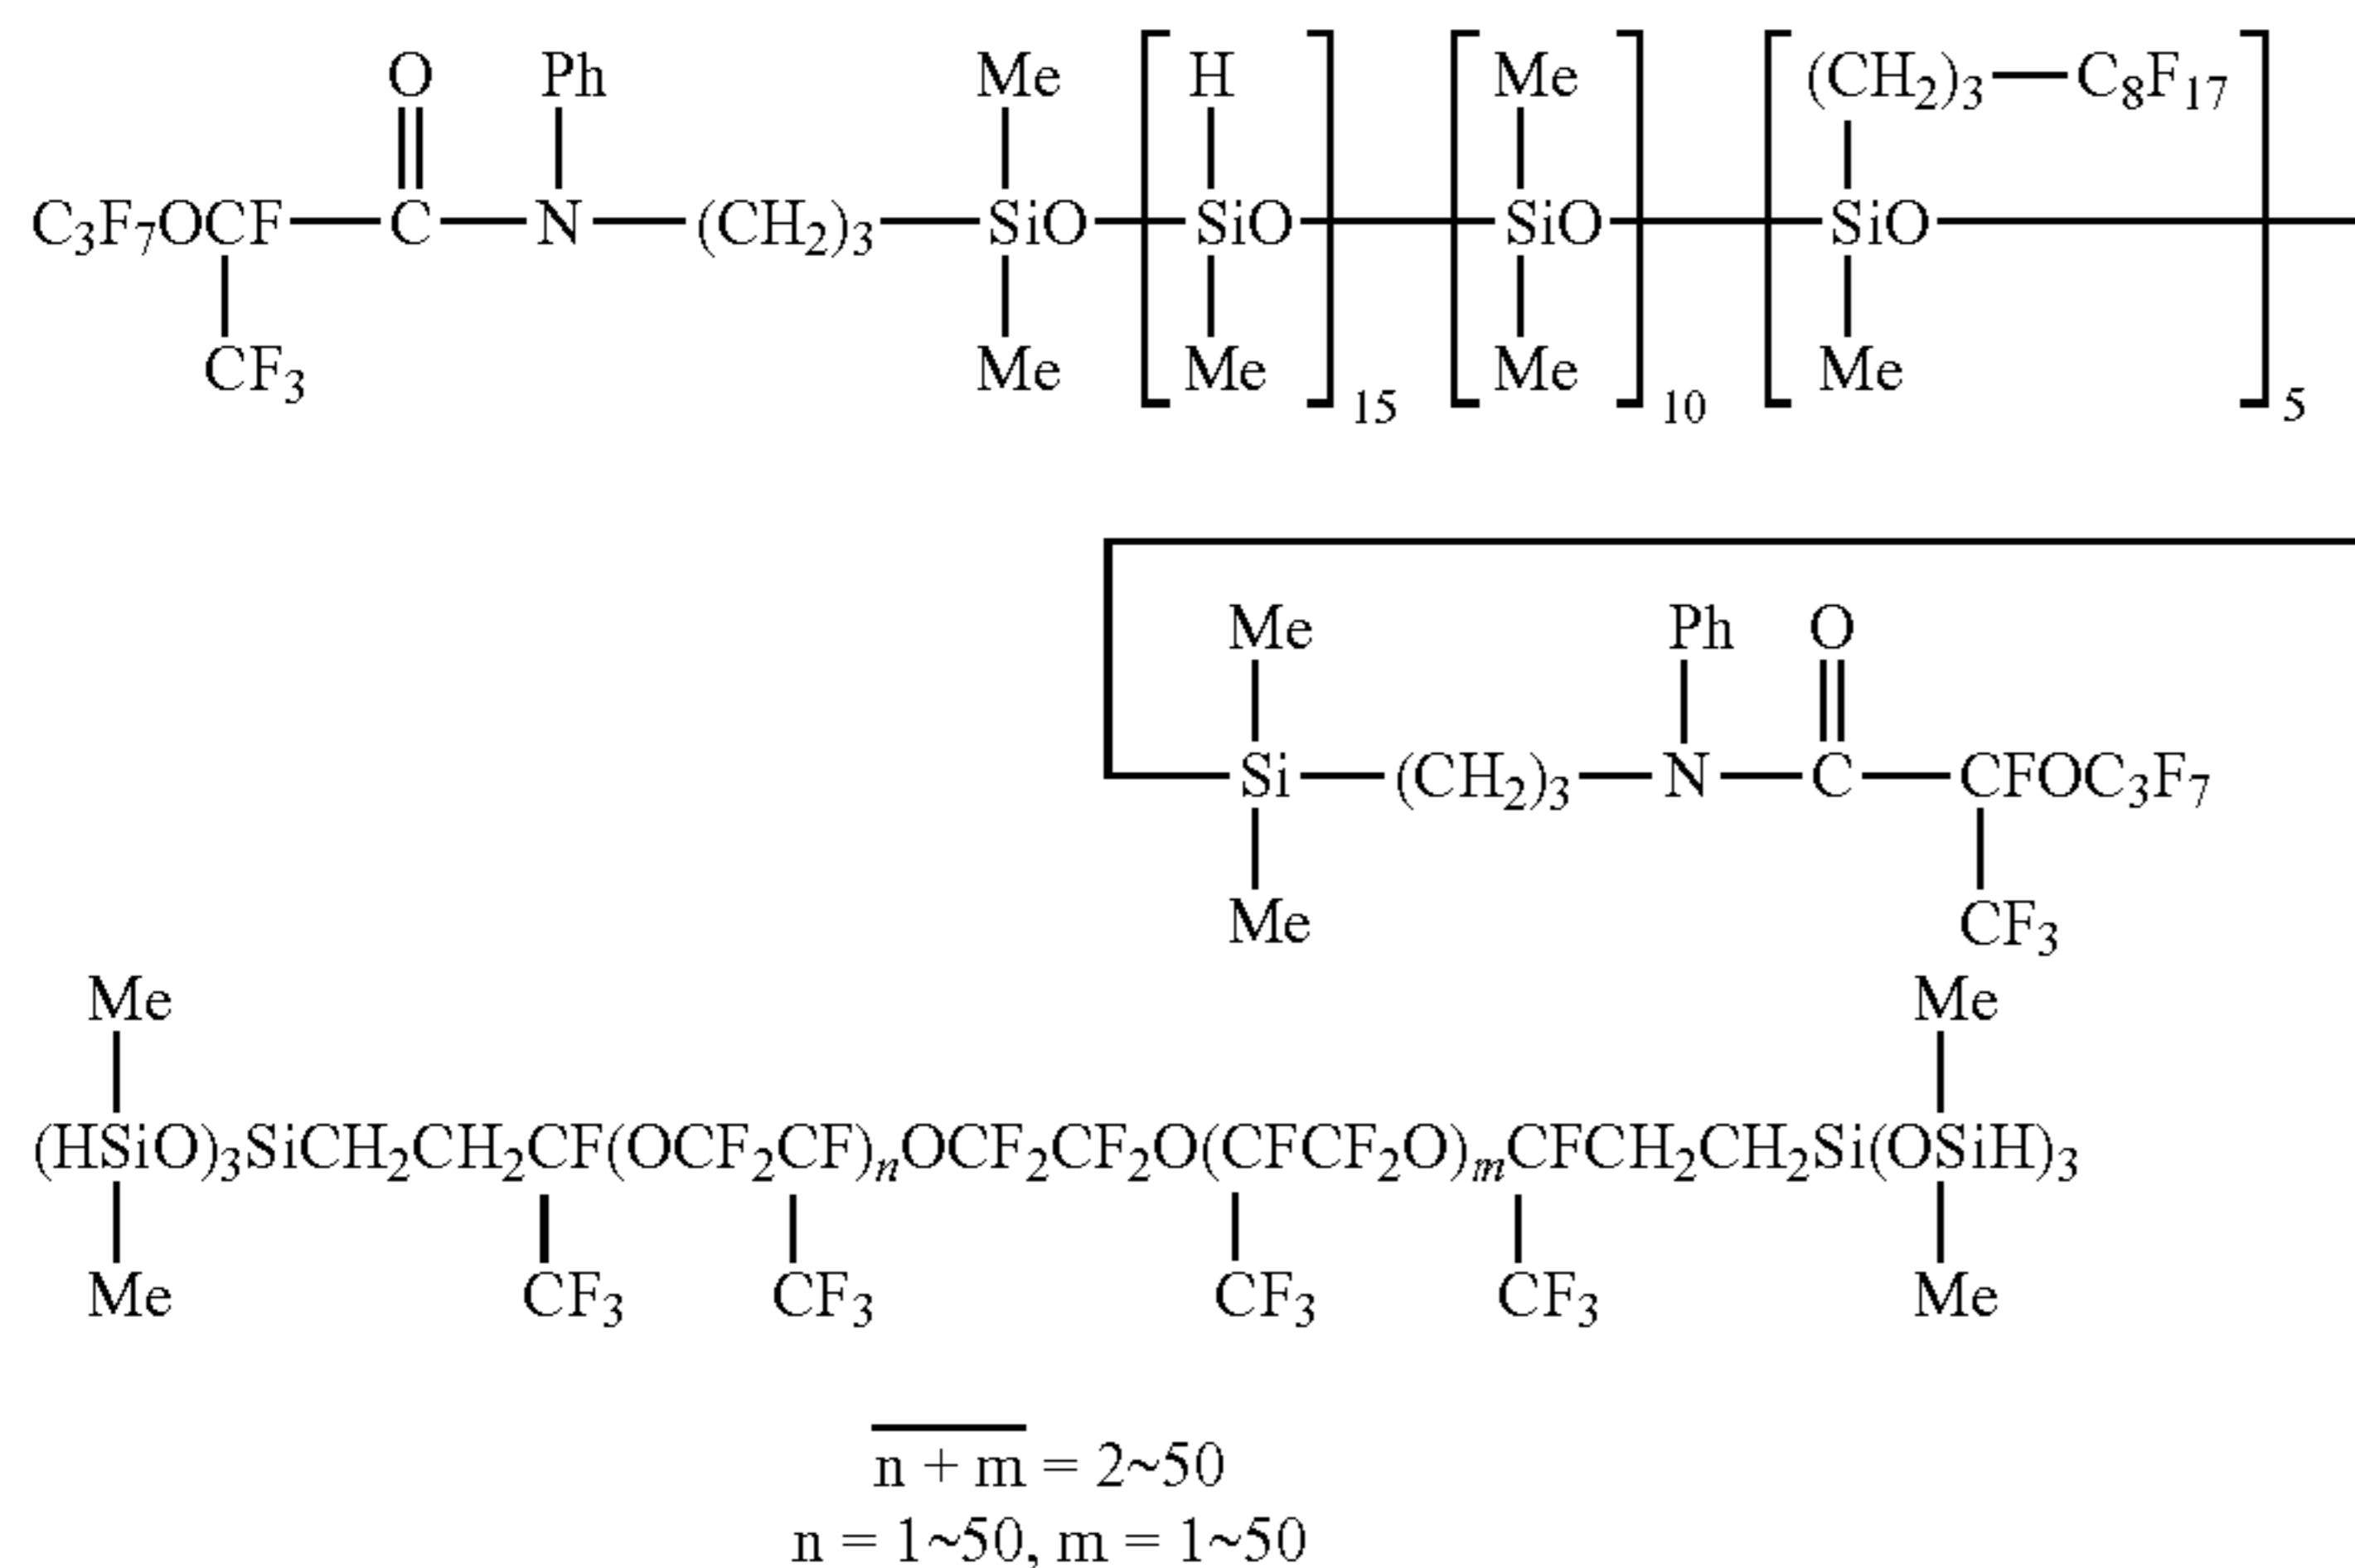 O Ph Me H Me (CH₂)₃—C₈F₁₇
C₃F₇OCF—C—N—(CH₂)₃—SiO—SiO—SiO—SiO
CF₃ Me Me Me Me
15 10 5
Me Ph O
Si—(CH₂)₃—N—C—CFOC₃F₇
Me CF₃
Me Me
(HSiO)₃SiCH₂CH₂CF(OCF₂CF)ₙOCF₂CF₂O(CFCF₂O)ₘCFCH₂CH₂Si(OSiH)₃
Me CF₃ CF₃ CF₃ CF₃ Me
n + m = 2~50
n = 1~50, m = 1~50